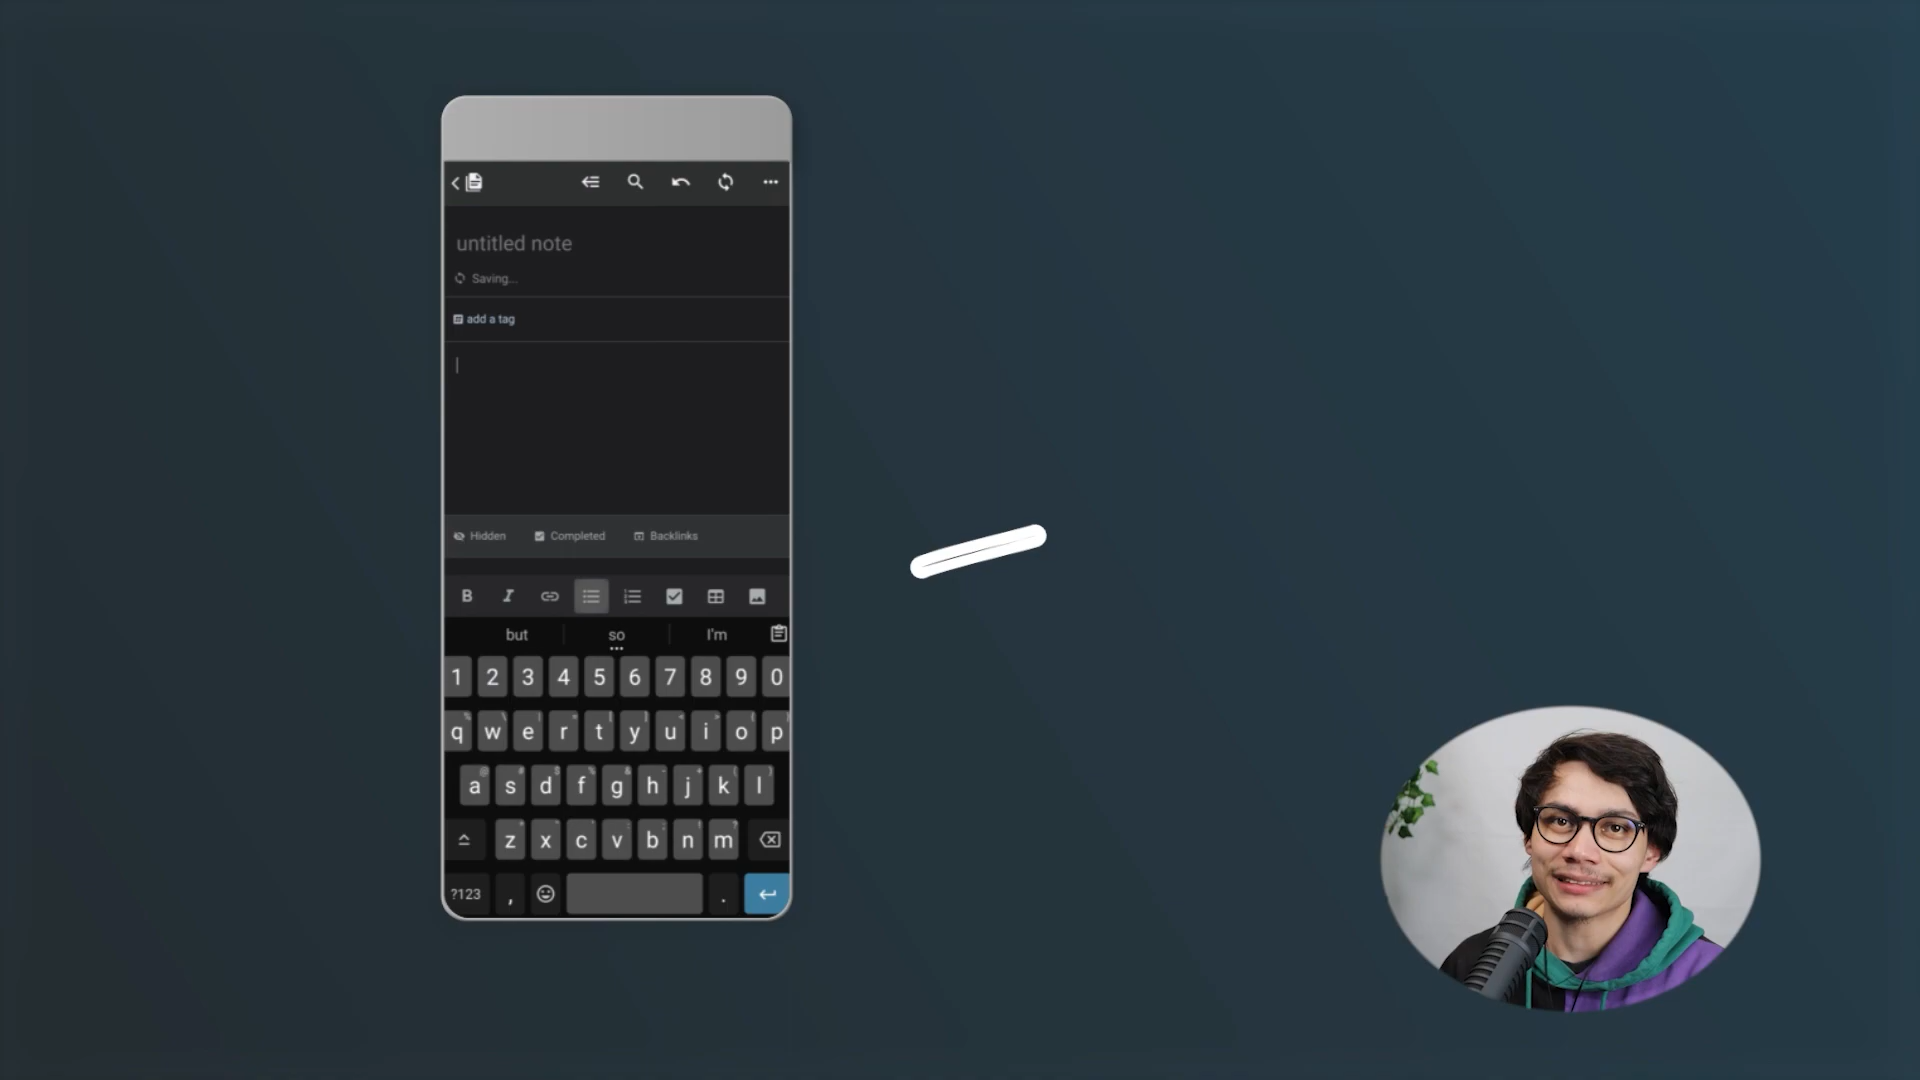 untitled note
Saving...
add a tag
Hidden Completed Backlinks
B I
but so I'm
1 2 3 4 5 6 7 8 9 0
q w e r t y u i o p
a s d f g h j k l
z x c v b n m
?123 , .